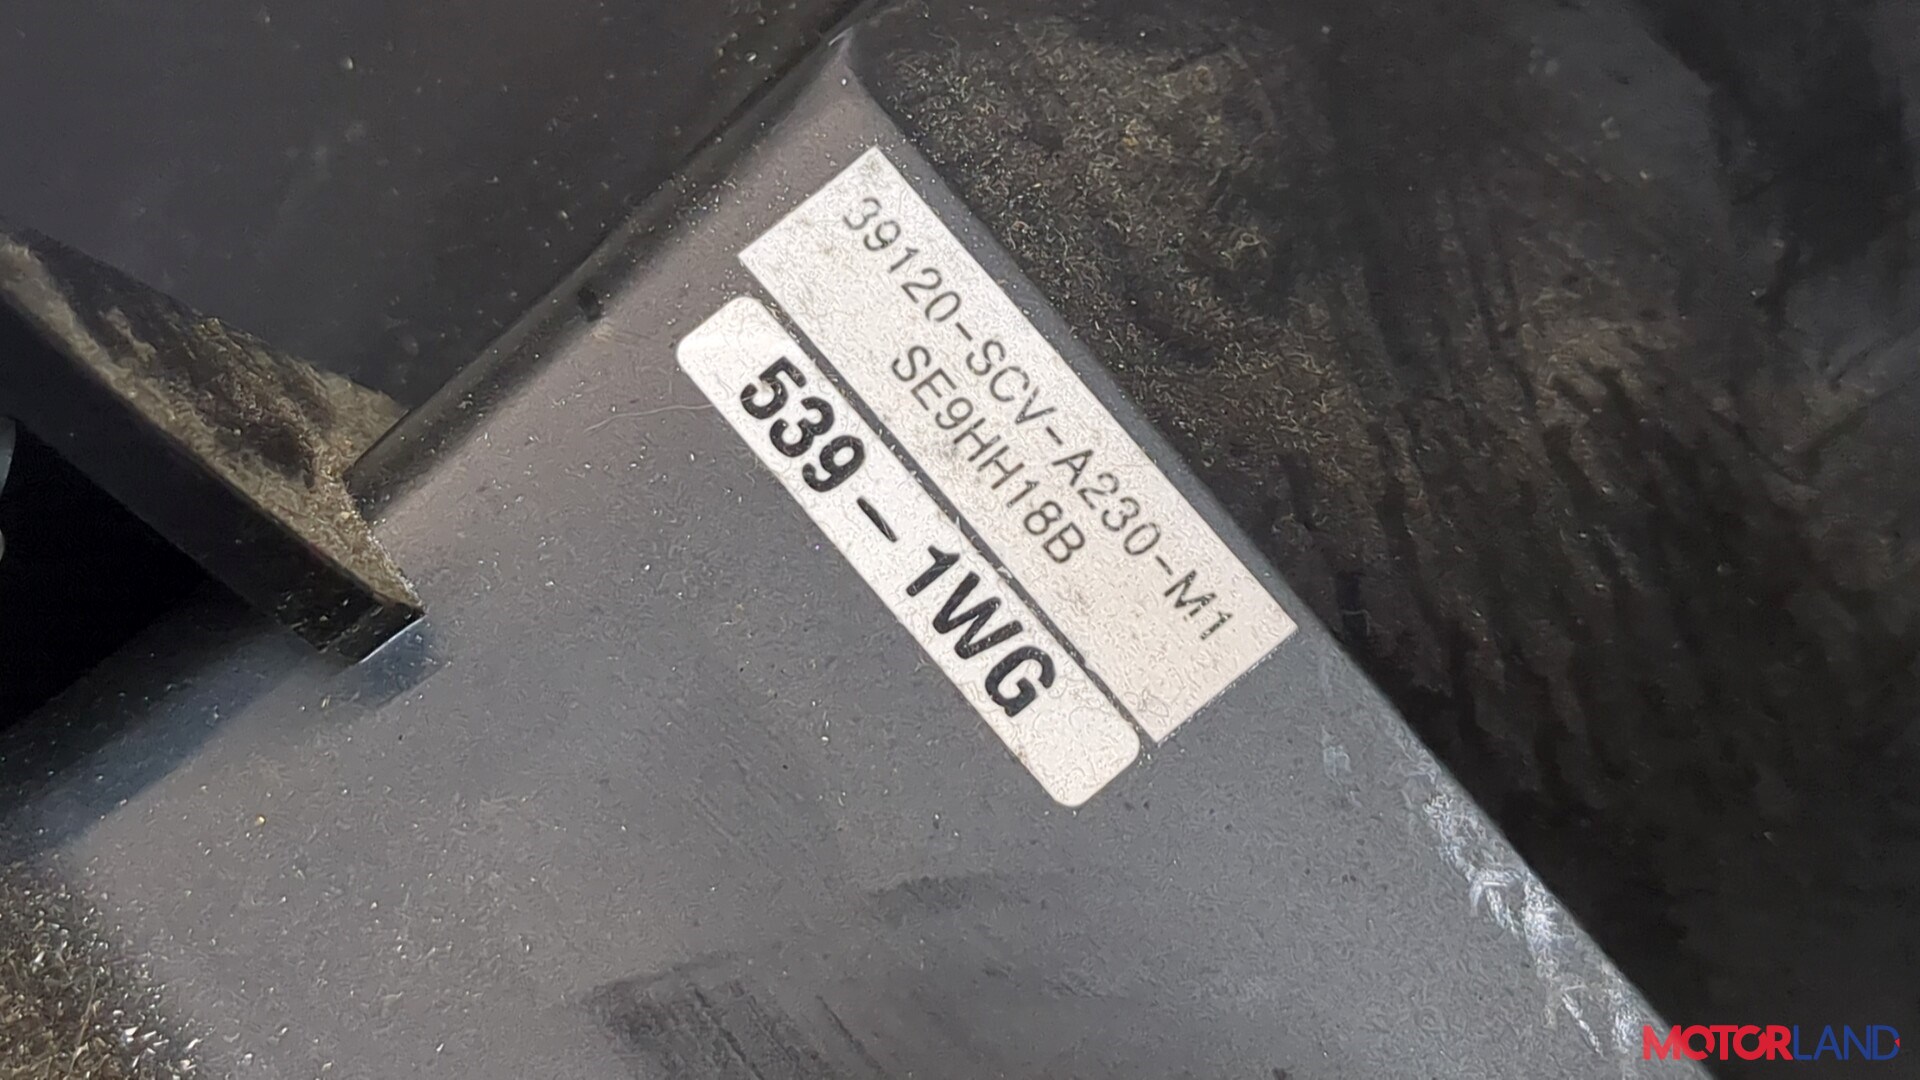 39120-SCV-A230-M1
SE9HH18B
539-1WG
MOTORLAND